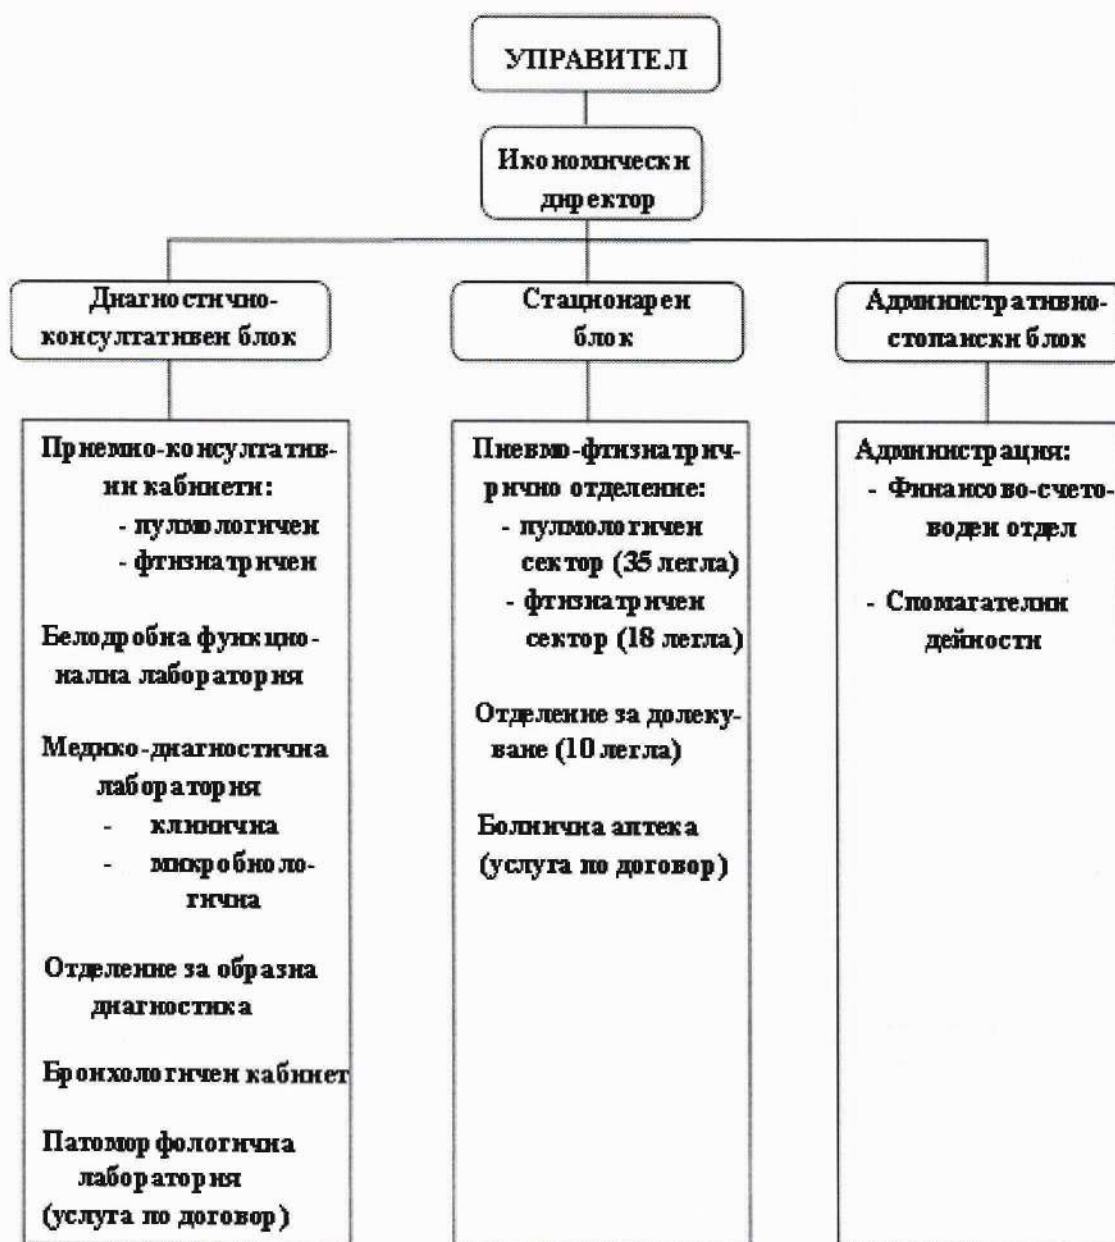 УПРАВИТЕЛ
Икономически
директор
Диагностично-
консултативен блок
Стационарен
блок
Административно-
стопански блок
Приемно-консултатив-
ни кабинети:
- пулмологичен
- фтизиатричен
Белодробна функцио-
нална лаборатория
Медико-диагностична
лаборатория
- клинична
- микробиоло-
гична
Отделение за образна
диагностика
Бронхологичен кабинет
Патоморфологична
лаборатория
(услуга по договор)
Пневмо-фтизиатрич-
рично отделение:
- пулмологичен
сектор (35 легла)
- фтизиатричен
сектор (18 легла)
Отделение за долеку-
ване (10 легла)
Болнична аптека
(услуга по договор)
Администрация:
- Финансово-счето-
воден отдел
- Спомагателни
дейности